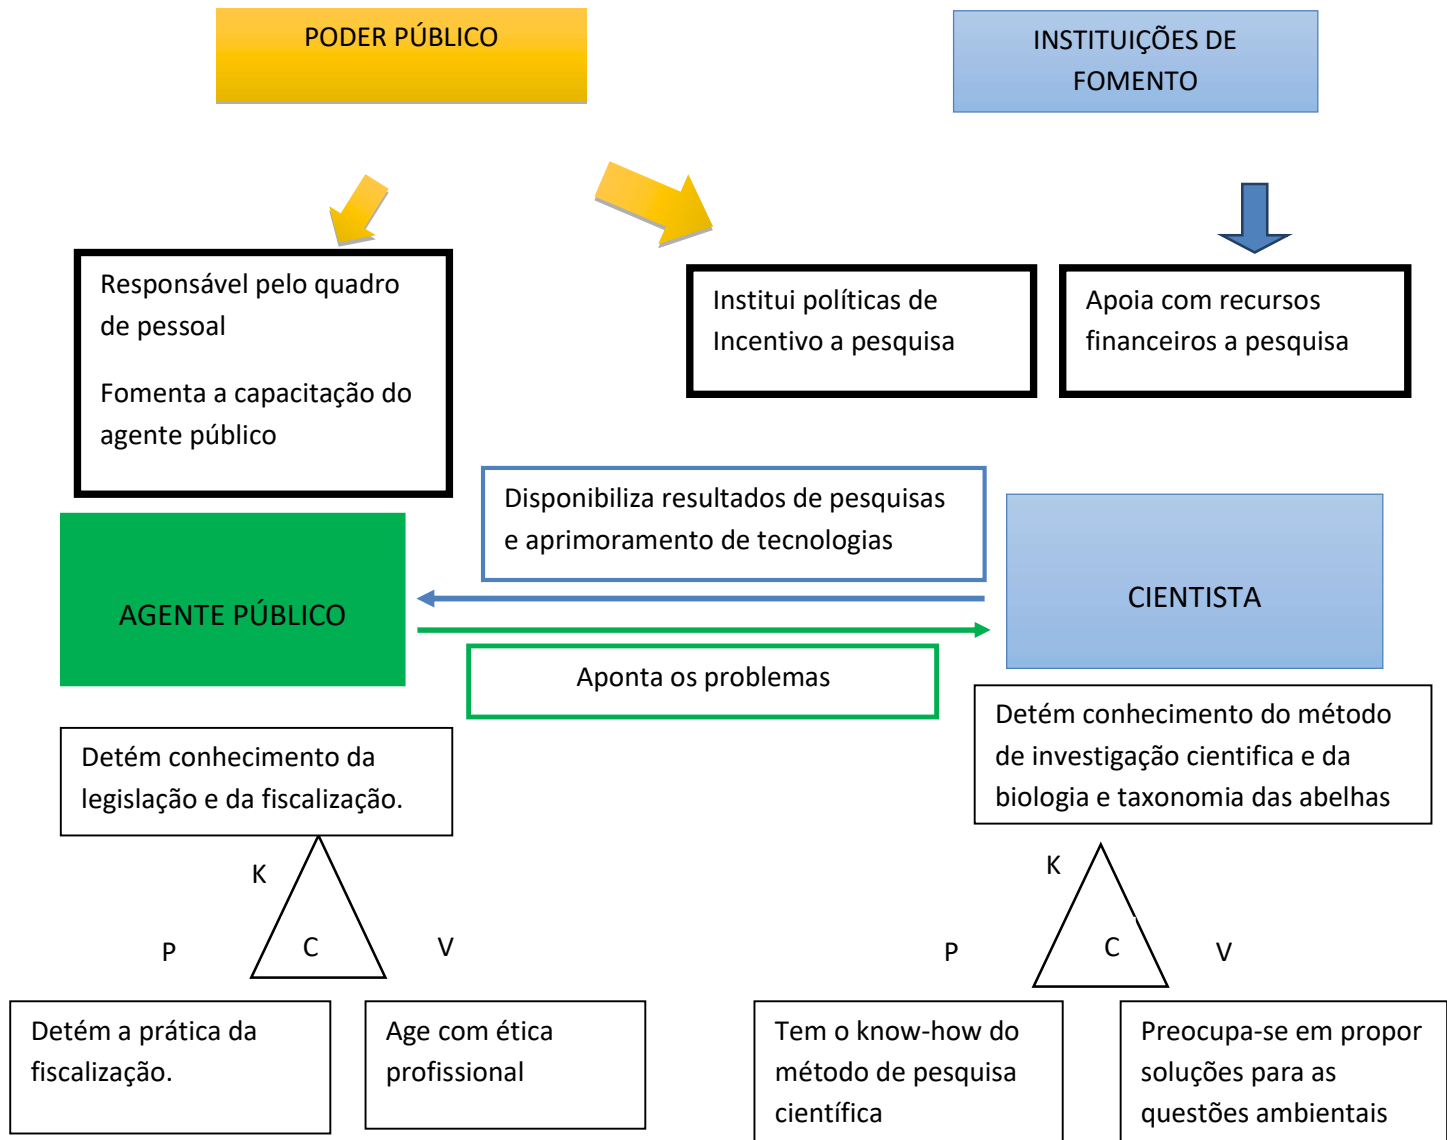 PODER PÚBLICO
INSTITUIÇÕES DE
FOMENTO
Responsável pelo quadro
de pessoal
Fomenta a capacitação do
agente público
Institui políticas de
Incentivo a pesquisa
Apoia com recursos
financeiros a pesquisa
Disponibiliza resultados de pesquisas
e aprimoramento de tecnologias
AGENTE PÚBLICO
CIENTISTA
Aponta os problemas
Detém conhecimento da
legislação e da fiscalização.
Detém conhecimento do método
de investigação cientifica e da
biologia e taxonomia das abelhas
K
P
C
V
K
P
C
V
Detém a prática da
fiscalização.
Age com ética
profissional
Tem o know-how do
método de pesquisa
científica
Preocupa-se em propor
soluções para as
questões ambientais